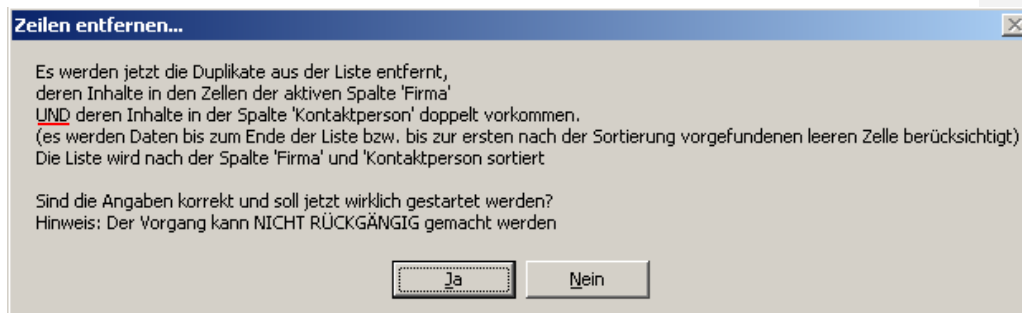 Zeilen entfernen...
Es werden jetzt die Duplikate aus der Liste entfernt,
deren Inhalte in den Zellen der aktiven Spalte 'Firma'
UND deren Inhalte in der Spalte 'Kontaktperson' doppelt vorkommen.
(es werden Daten bis zum Ende der Liste bzw. bis zur ersten nach der Sortierung vorgefundenen leeren Zelle berücksichtigt)
Die Liste wird nach der Spalte 'Firma' und 'Kontaktperson sortiert
Sind die Angaben korrekt und soll jetzt wirklich gestartet werden?
Hinweis: Der Vorgang kann NICHT RÜCKGÄNGIG gemacht werden
Ja Nein